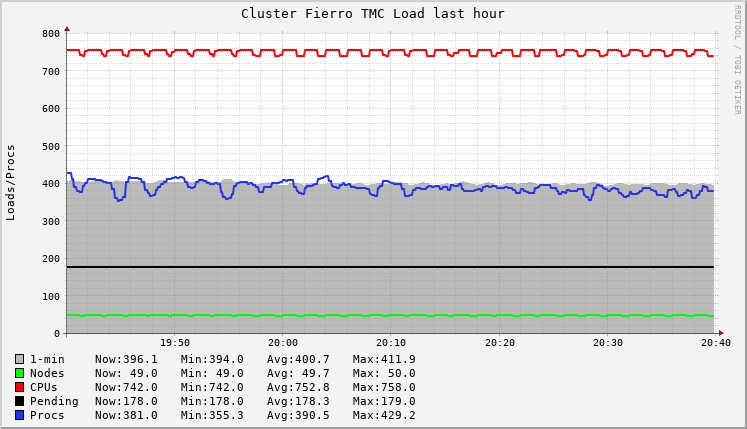 Cluster Fierro TMC Load last hour
RRDTOOL / TOBI OETIKER
Loads/Procs
800
700
600
500
400
300
200
100
0
19:50 20:00 20:10 20:20 20:30 20:40
1-min Now:396.1 Min:394.0 Avg:400.7 Max:411.9
Nodes Now: 49.0 Min: 49.0 Avg: 49.7 Max: 50.0
CPUs Now:742.0 Min:742.0 Avg:752.8 Max:758.0
Pending Now:178.0 Min:178.0 Avg:178.3 Max:179.0
Procs Now:381.0 Min:355.3 Avg:390.5 Max:429.2